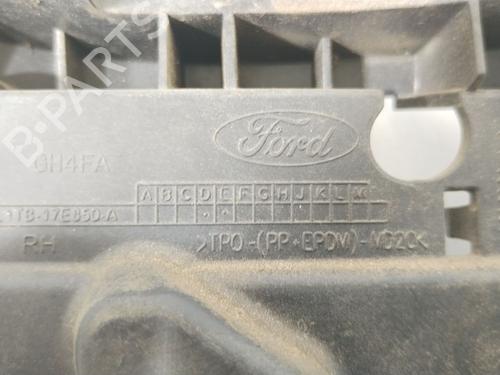 B-PARTS
Ford
GN4FA
A B C D E F G H J K L M
1TB-17E850-A
RH
>TPO-(PP+EPDM)-MD20<